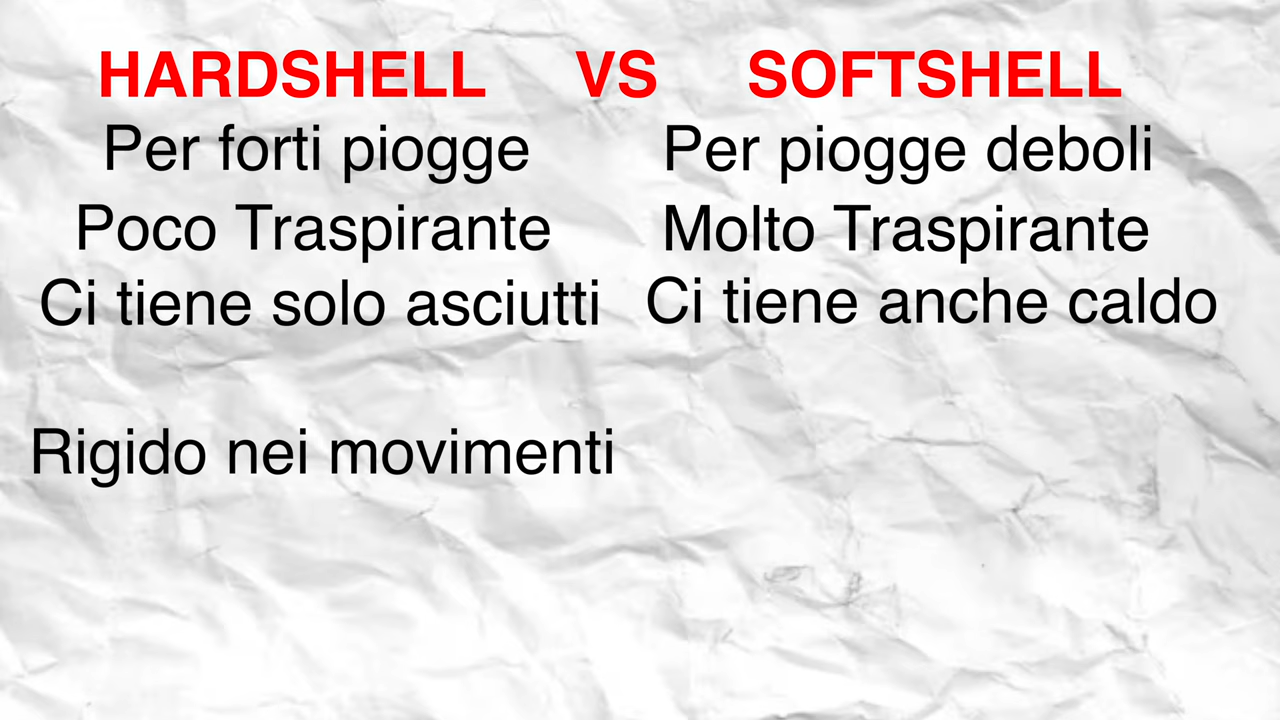 HARDSHELL VS SOFTSHELL
Per forti piogge Per piogge deboli
Poco Traspirante Molto Traspirante
Ci tiene solo asciutti Ci tiene anche caldo
Rigido nei movimenti